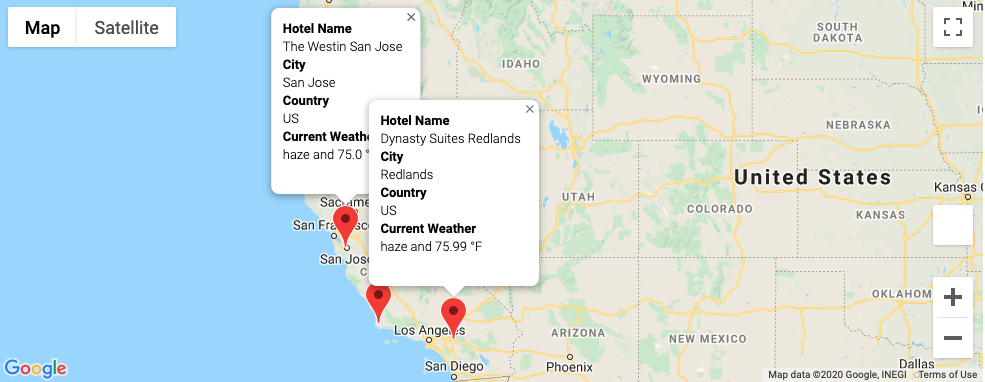 Map
Satellite
Hotel Name
The Westin San Jose
City
San Jose
Country
US
Current Weathe
haze and 75.0 °
Hotel Name
Dynasty Suites Redlands
City
Redlands
Country
US
Current Weather
haze and 75.99 °F
SOUTH
DAKOTA
IDAHO
WYOMING
NEBRASKA
United States
UTAH
COLORADO
KANSAS
Kansas C
Sacrame
San Fra
San Jose
C
Los Angeles
San Diego
ARIZONA
Phoenix
NEW MEXICO
OKLAHOM
Dallas
Google
Map data ©2020 Google, INEGI
Terms of Use